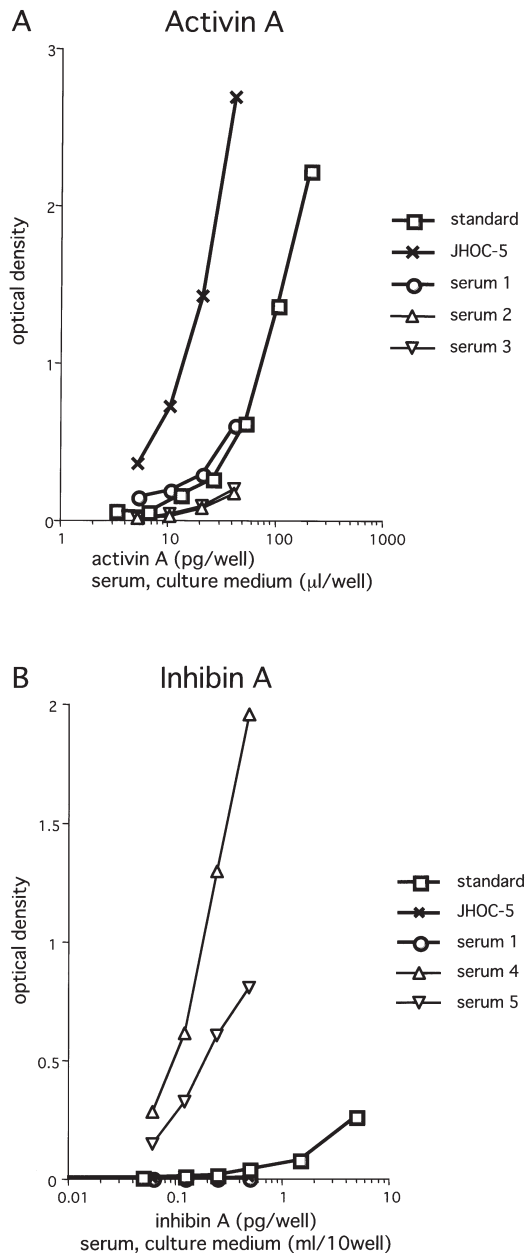 A
Activin A
3
2
1
0
optical density
1
10
100
1000
activin A (pg/well)
serum, culture medium (μl/well)
standard
JHOC-5
serum 1
serum 2
serum 3
B
Inhibin A
2
1.5
1
0.5
0
optical density
0.01
0.1
1
10
inhibin A (pg/well)
serum, culture medium (ml/10well)
standard
JHOC-5
serum 1
serum 4
serum 5